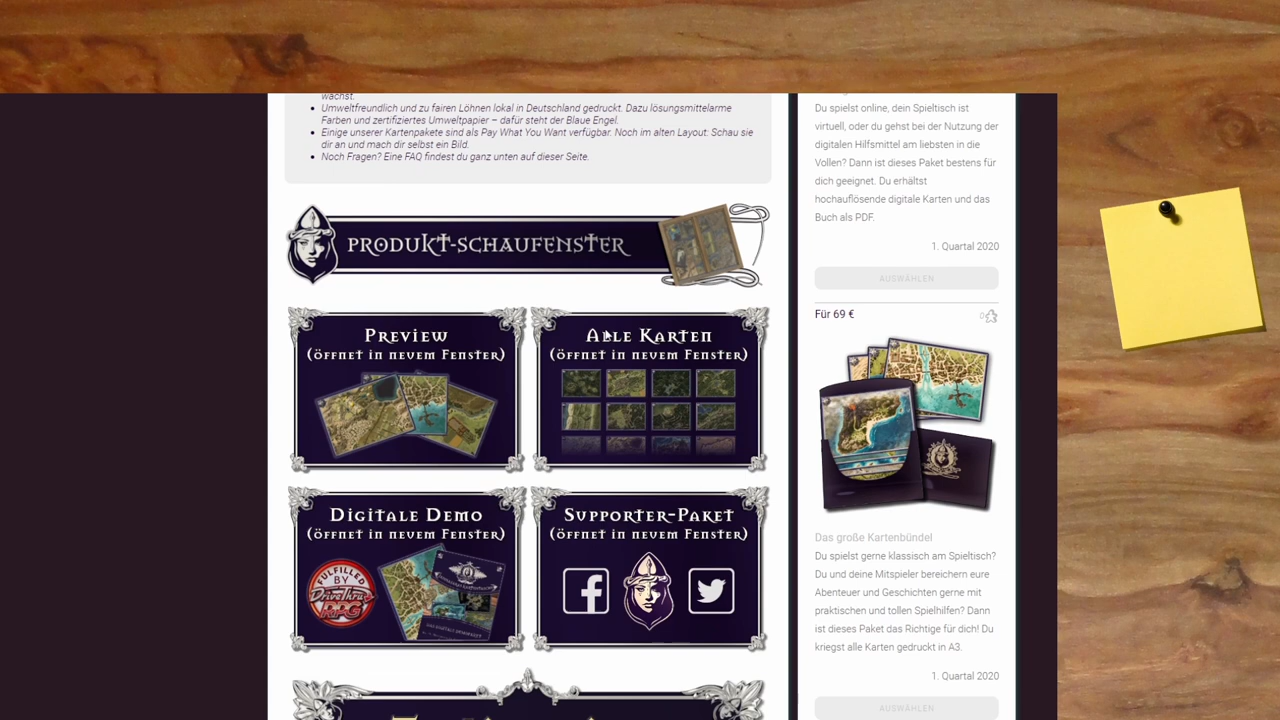 wächst.
Umweltfreundlich und zu fairen Löhnen lokal in Deutschland gedruckt. Dazu lösungsmittelarme
Farben und zertifiziertes Umweltpapier – dafür steht der Blaue Engel.
Einige unserer Kartenpakete sind als Pay What You Want verfügbar. Noch im alten Layout: Schau sie
dir an und mach dir selbst ein Bild.
Noch Fragen? Eine FAQ findest du ganz unten auf dieser Seite.
PRODUKT-SCHAUFENSTER
Preview
(öffnet in neuem Fenster)
Alle Karten
(öffnet in neuem Fenster)
Digitale Demo
(öffnet in neuem Fenster)
FULFILLED
BY
DriveThru
RPG
Supporter-Paket
(öffnet in neuem Fenster)
Du spielst online, dein Spieltisch ist
virtuell, oder du gehst bei der Nutzung der
digitalen Hilfsmittel am liebsten in die
Vollen? Dann ist dieses Paket bestens für
dich geeignet. Du erhältst
hochauflösende digitale Karten und das
Buch als PDF.
1. Quartal 2020
AUSWÄHLEN
Für 69 €
Das große Kartenbündel
Du spielst gerne klassisch am Spieltisch?
Du und deine Mitspieler bereichern eure
Abenteuer und Geschichten gerne mit
praktischen und tollen Spielhilfen? Dann
ist dieses Paket das Richtige für dich! Du
kriegst alle Karten gedruckt in A3.
1. Quartal 2020
AUSWÄHLEN